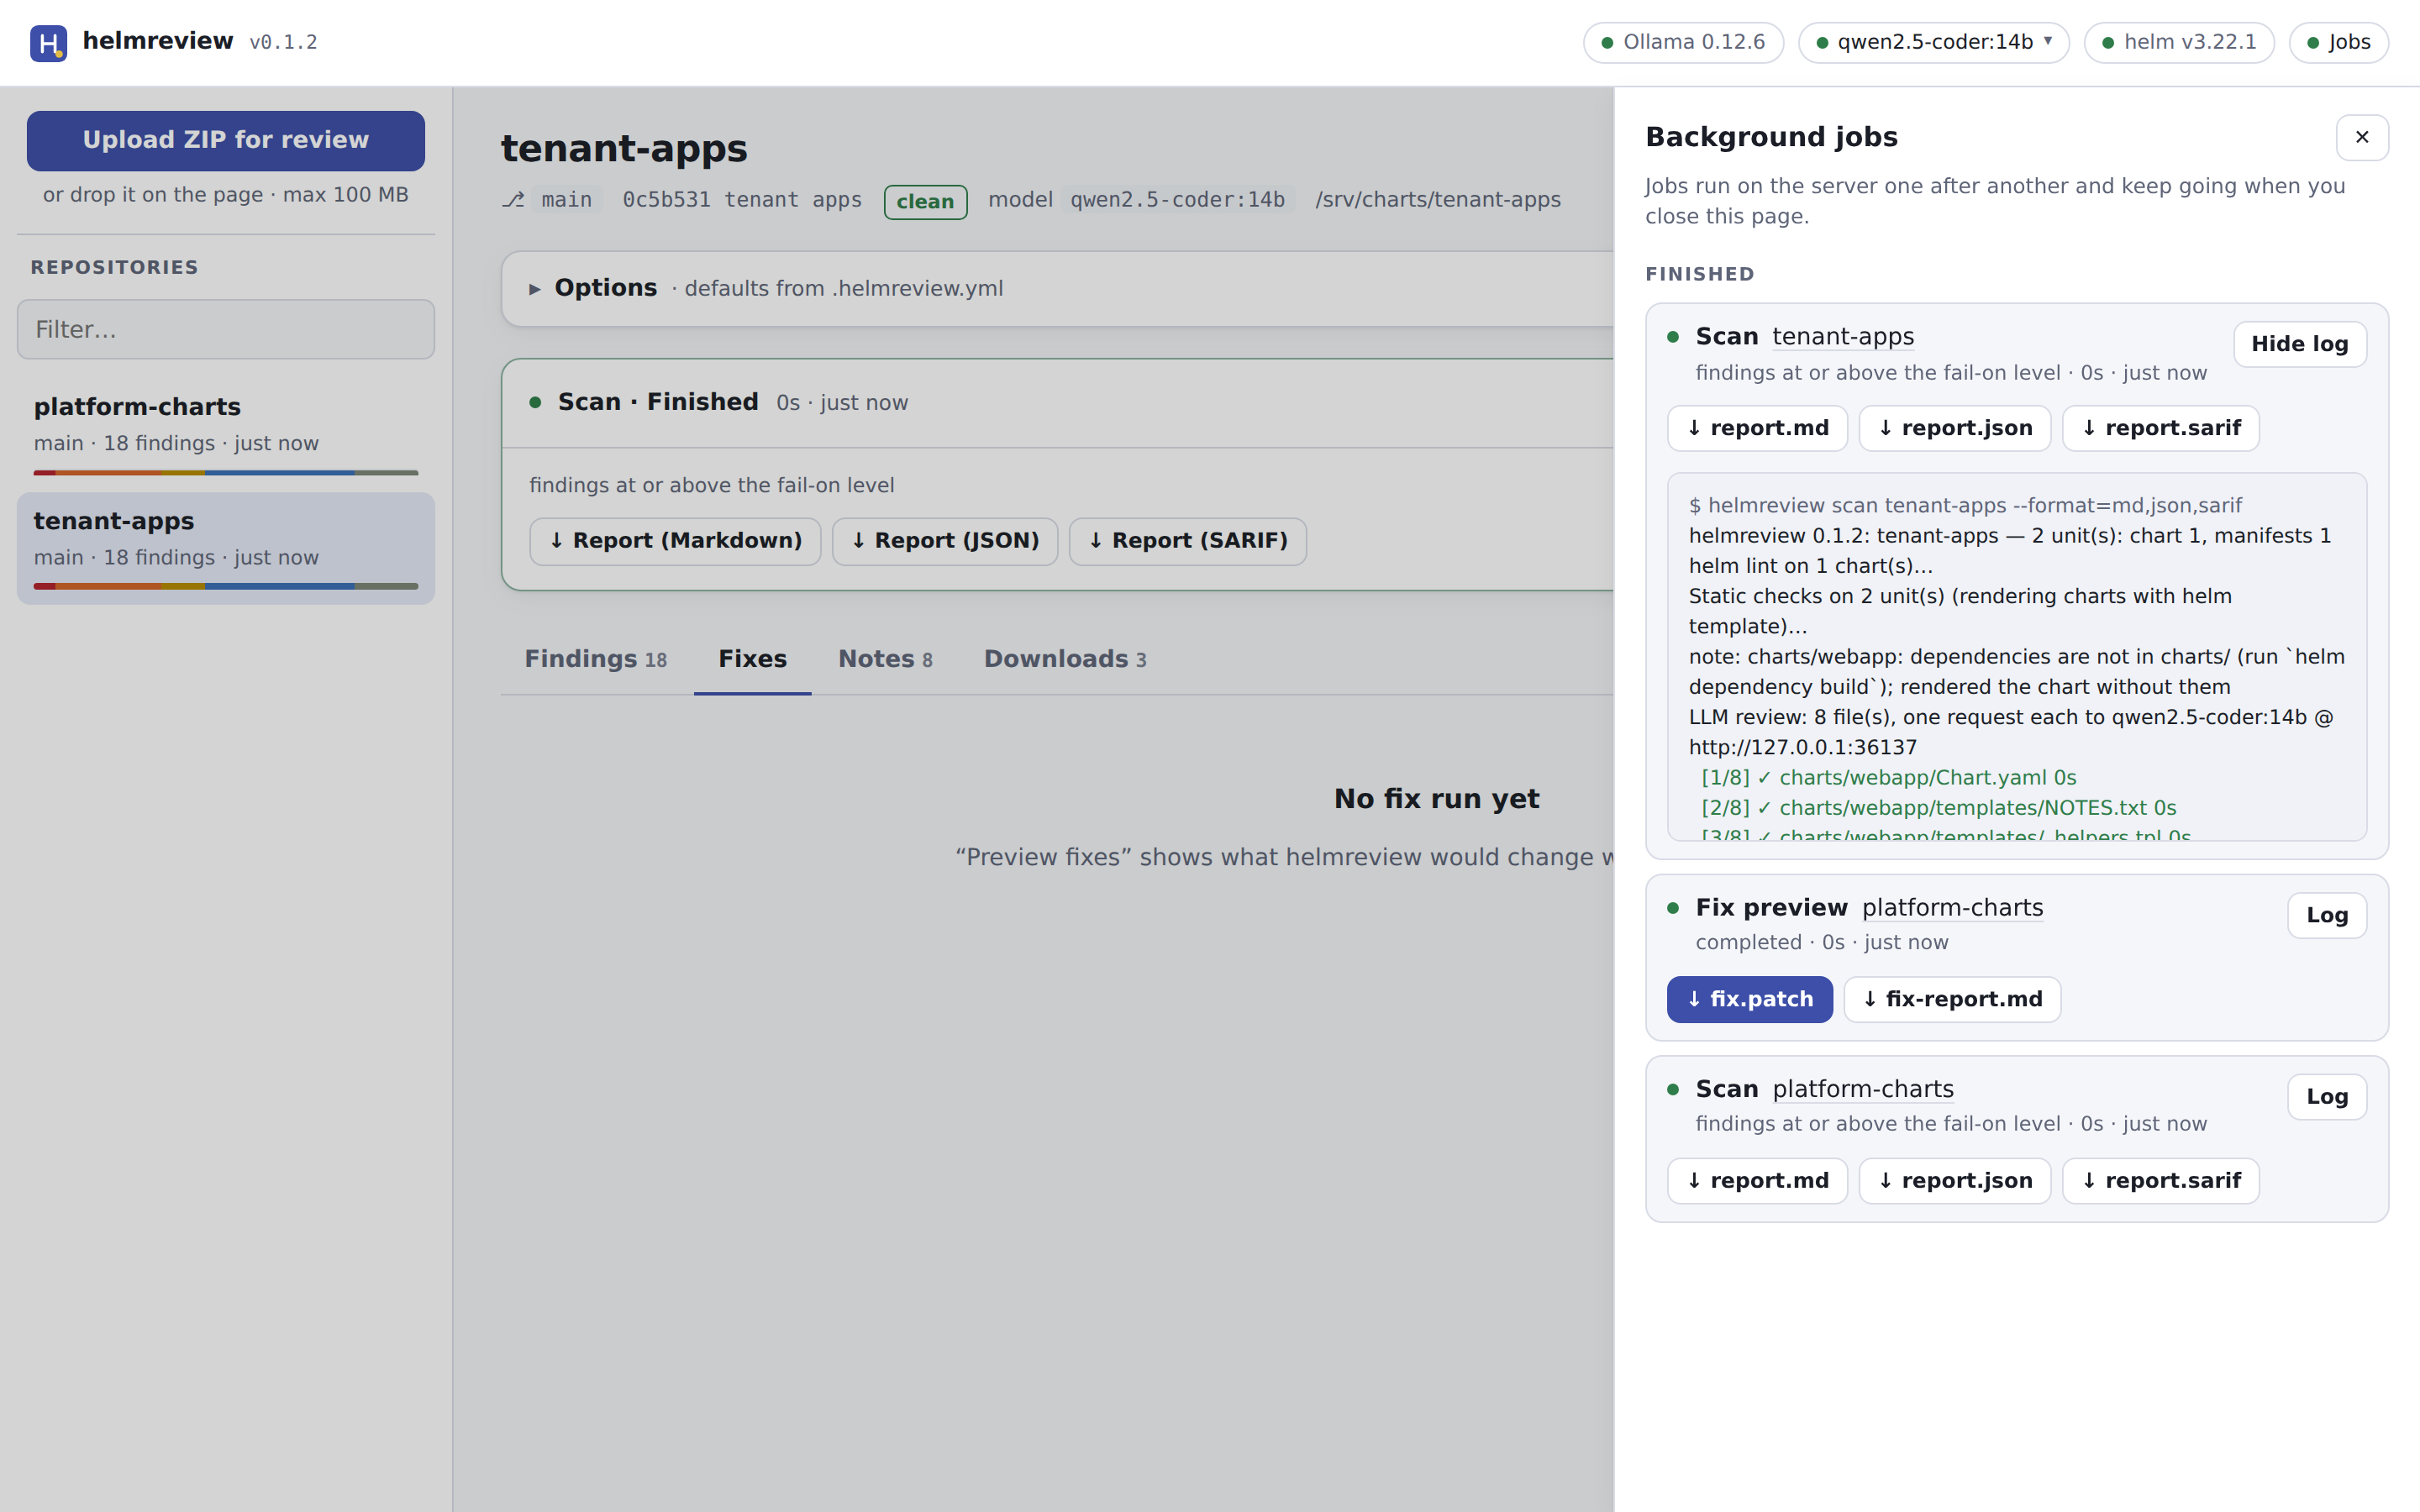 helmreview v0.1.2
Ollama 0.12.6
qwen2.5-coder:14b ▾
helm v3.22.1
Jobs
Upload ZIP for review
or drop it on the page · max 100 MB
REPOSITORIES
Filter…
platform-charts
main · 18 findings · just now
tenant-apps
main · 18 findings · just now
tenant-apps
⎇ main 0c5b531 tenant apps clean model qwen2.5-coder:14b /srv/charts/tenant-apps
▸ Options · defaults from .helmreview.yml
Scan · Finished 0s · just now
findings at or above the fail-on level
↓ Report (Markdown) ↓ Report (JSON) ↓ Report (SARIF)
Findings 18 Fixes Notes 8 Downloads 3
No fix run yet
“Preview fixes” shows what helmreview would change
Background jobs
×
Jobs run on the server one after another and keep going when you
close this page.
FINISHED
Scan tenant-apps
Hide log
findings at or above the fail-on level · 0s · just now
↓ report.md ↓ report.json ↓ report.sarif
$ helmreview scan tenant-apps --format=md,json,sarif
helmreview 0.1.2: tenant-apps — 2 unit(s): chart 1, manifests 1
helm lint on 1 chart(s)…
Static checks on 2 unit(s) (rendering charts with helm
template)…
note: charts/webapp: dependencies are not in charts/ (run `helm
dependency build`); rendered the chart without them
LLM review: 8 file(s), one request each to qwen2.5-coder:14b @
http://127.0.0.1:36137
[1/8] ✓ charts/webapp/Chart.yaml 0s
[2/8] ✓ charts/webapp/templates/NOTES.txt 0s
[3/8] ✓ charts/webapp/templates/_helpers.tpl 0s
Fix preview platform-charts
Log
completed · 0s · just now
↓ fix.patch ↓ fix-report.md
Scan platform-charts
Log
findings at or above the fail-on level · 0s · just now
↓ report.md ↓ report.json ↓ report.sarif